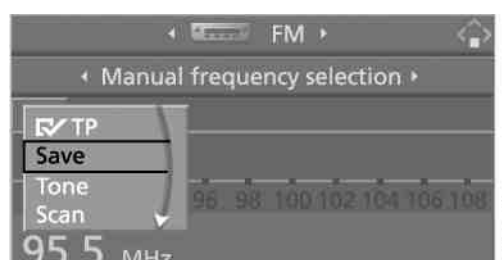 FM
Manual frequency selection
TP
Save
Tone
Scan
96 98 100 102 104 106 108
95.5 MHz